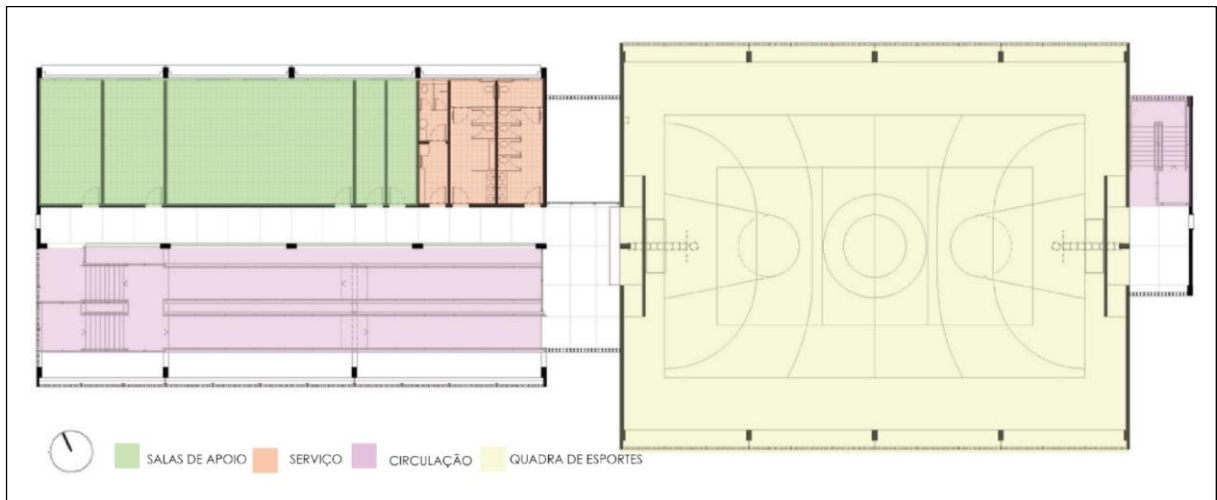 SALAS DE APOIO SERVIÇO CIRCULAÇÃO QUADRA DE ESPORTES